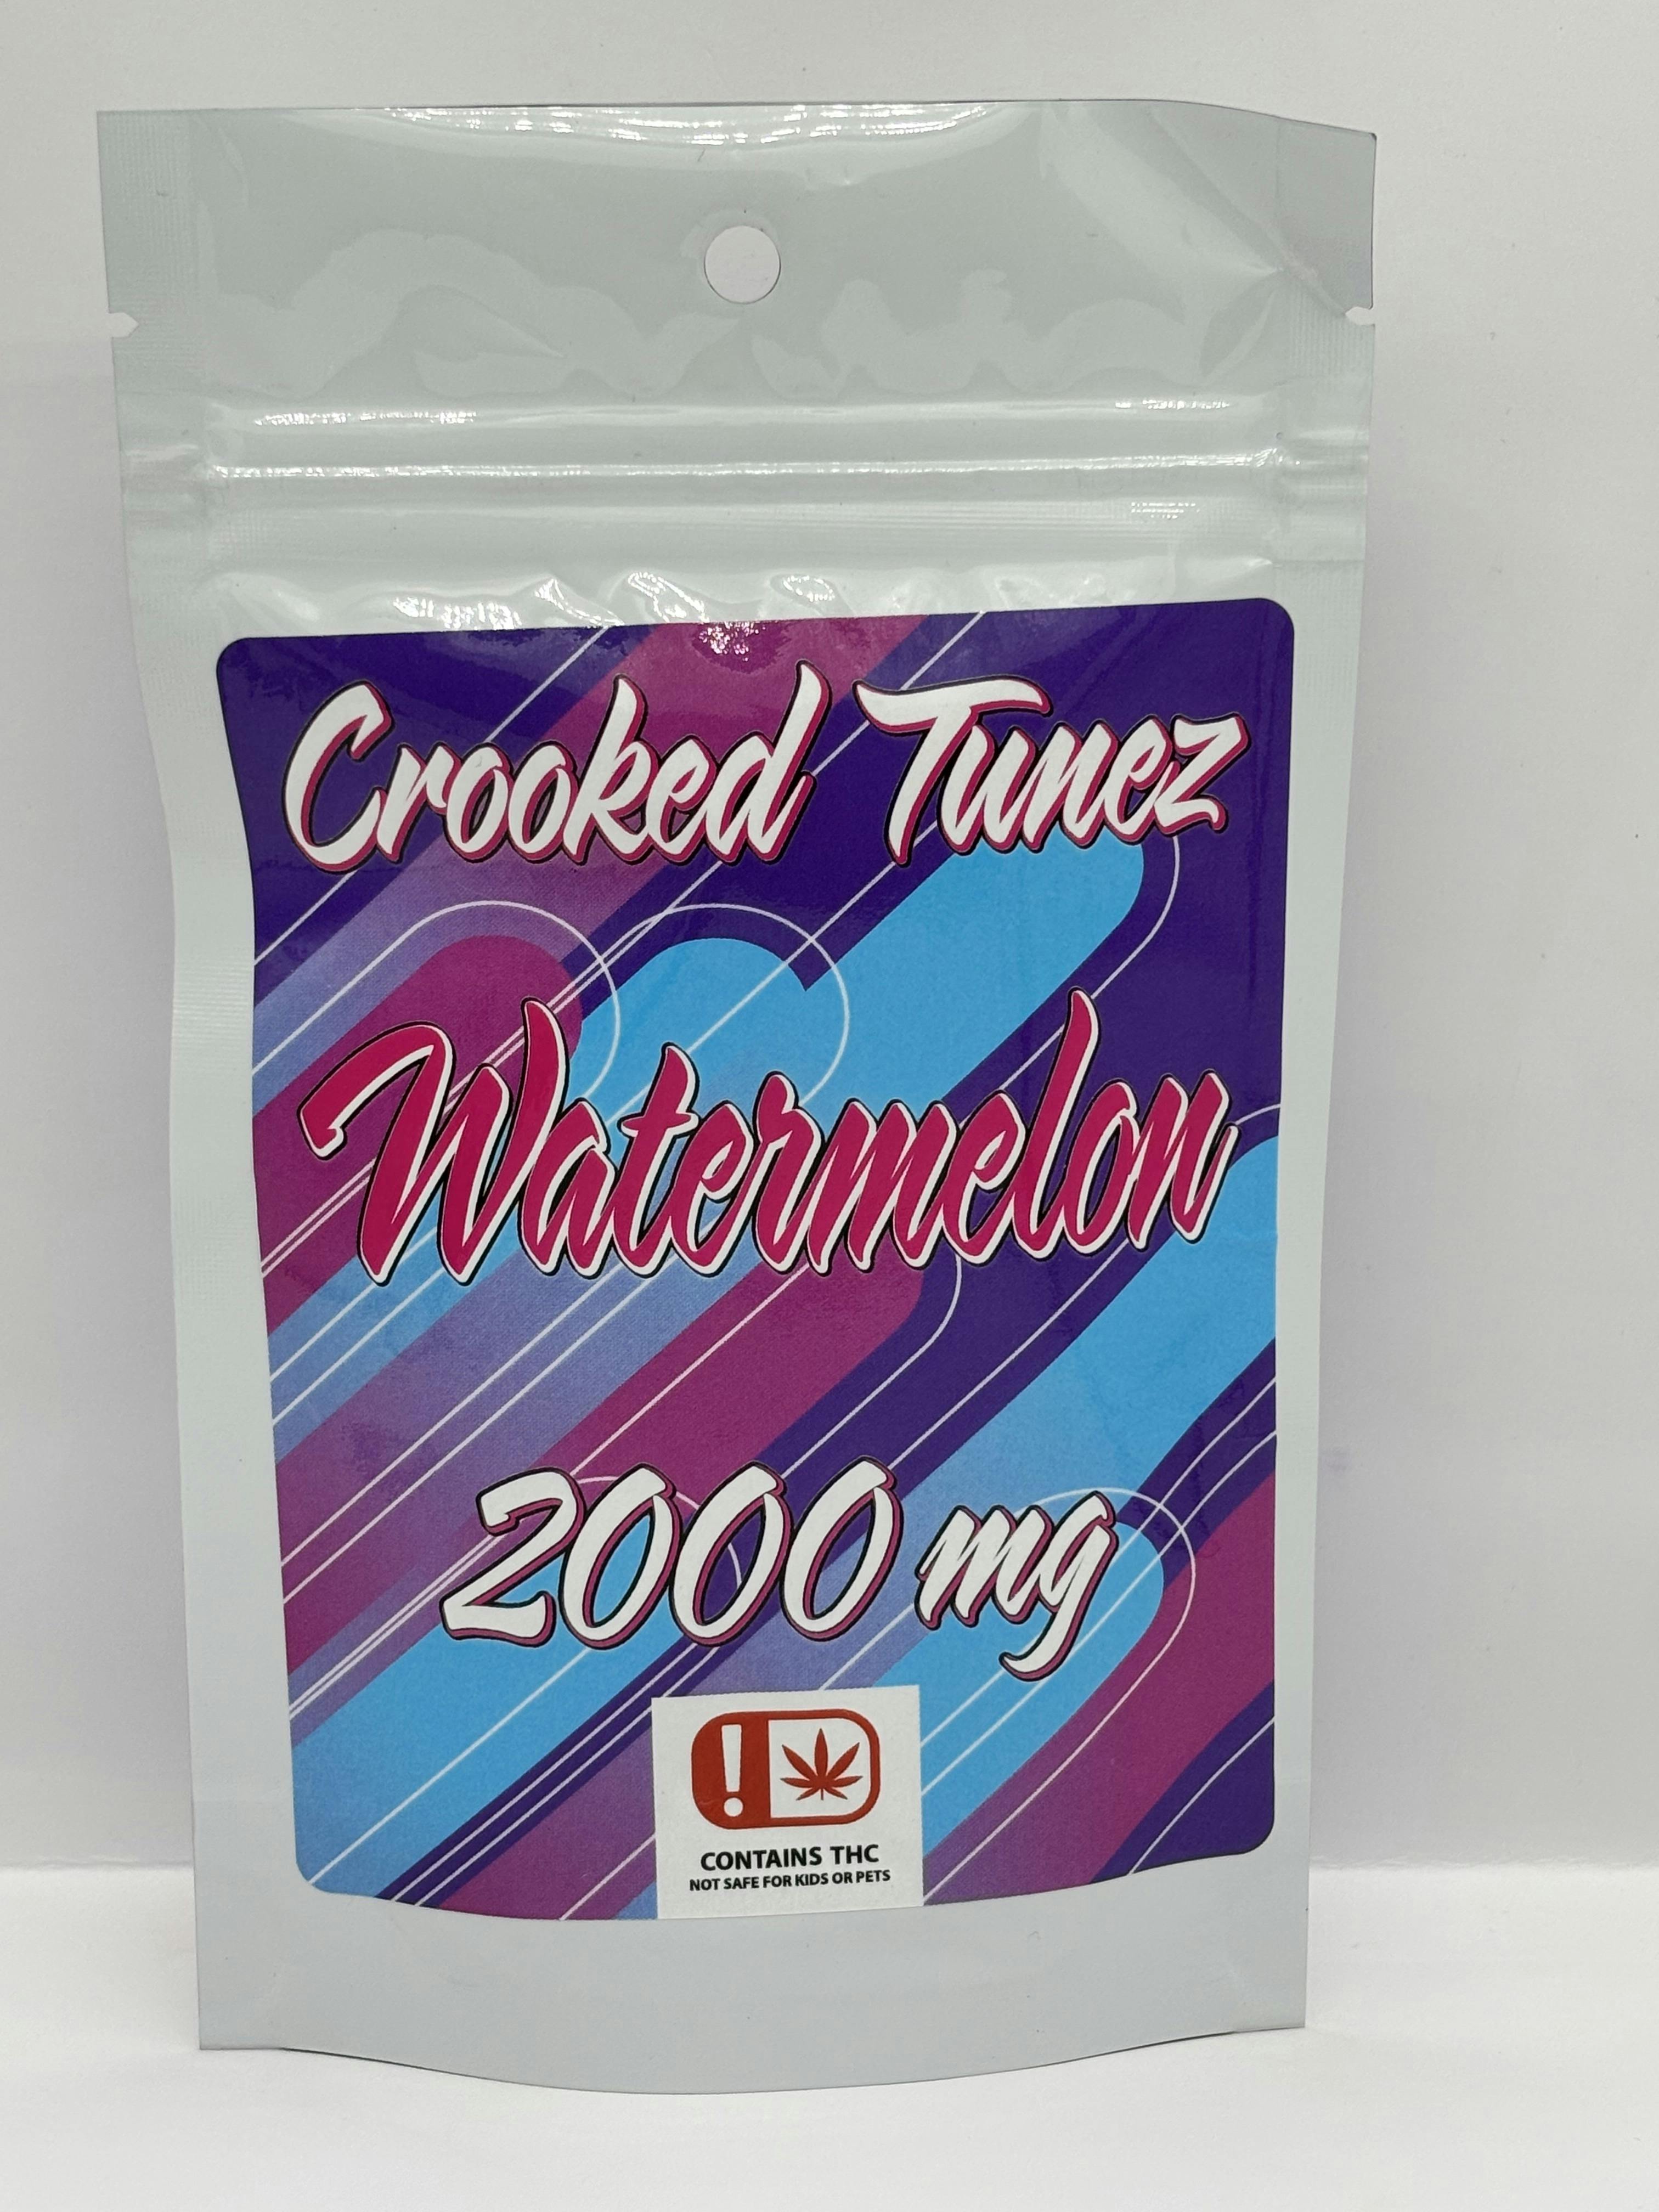 Crooked Tunez
Watermelon
2000 mg
!
CONTAINS THC
NOT SAFE FOR KIDS OR PETS